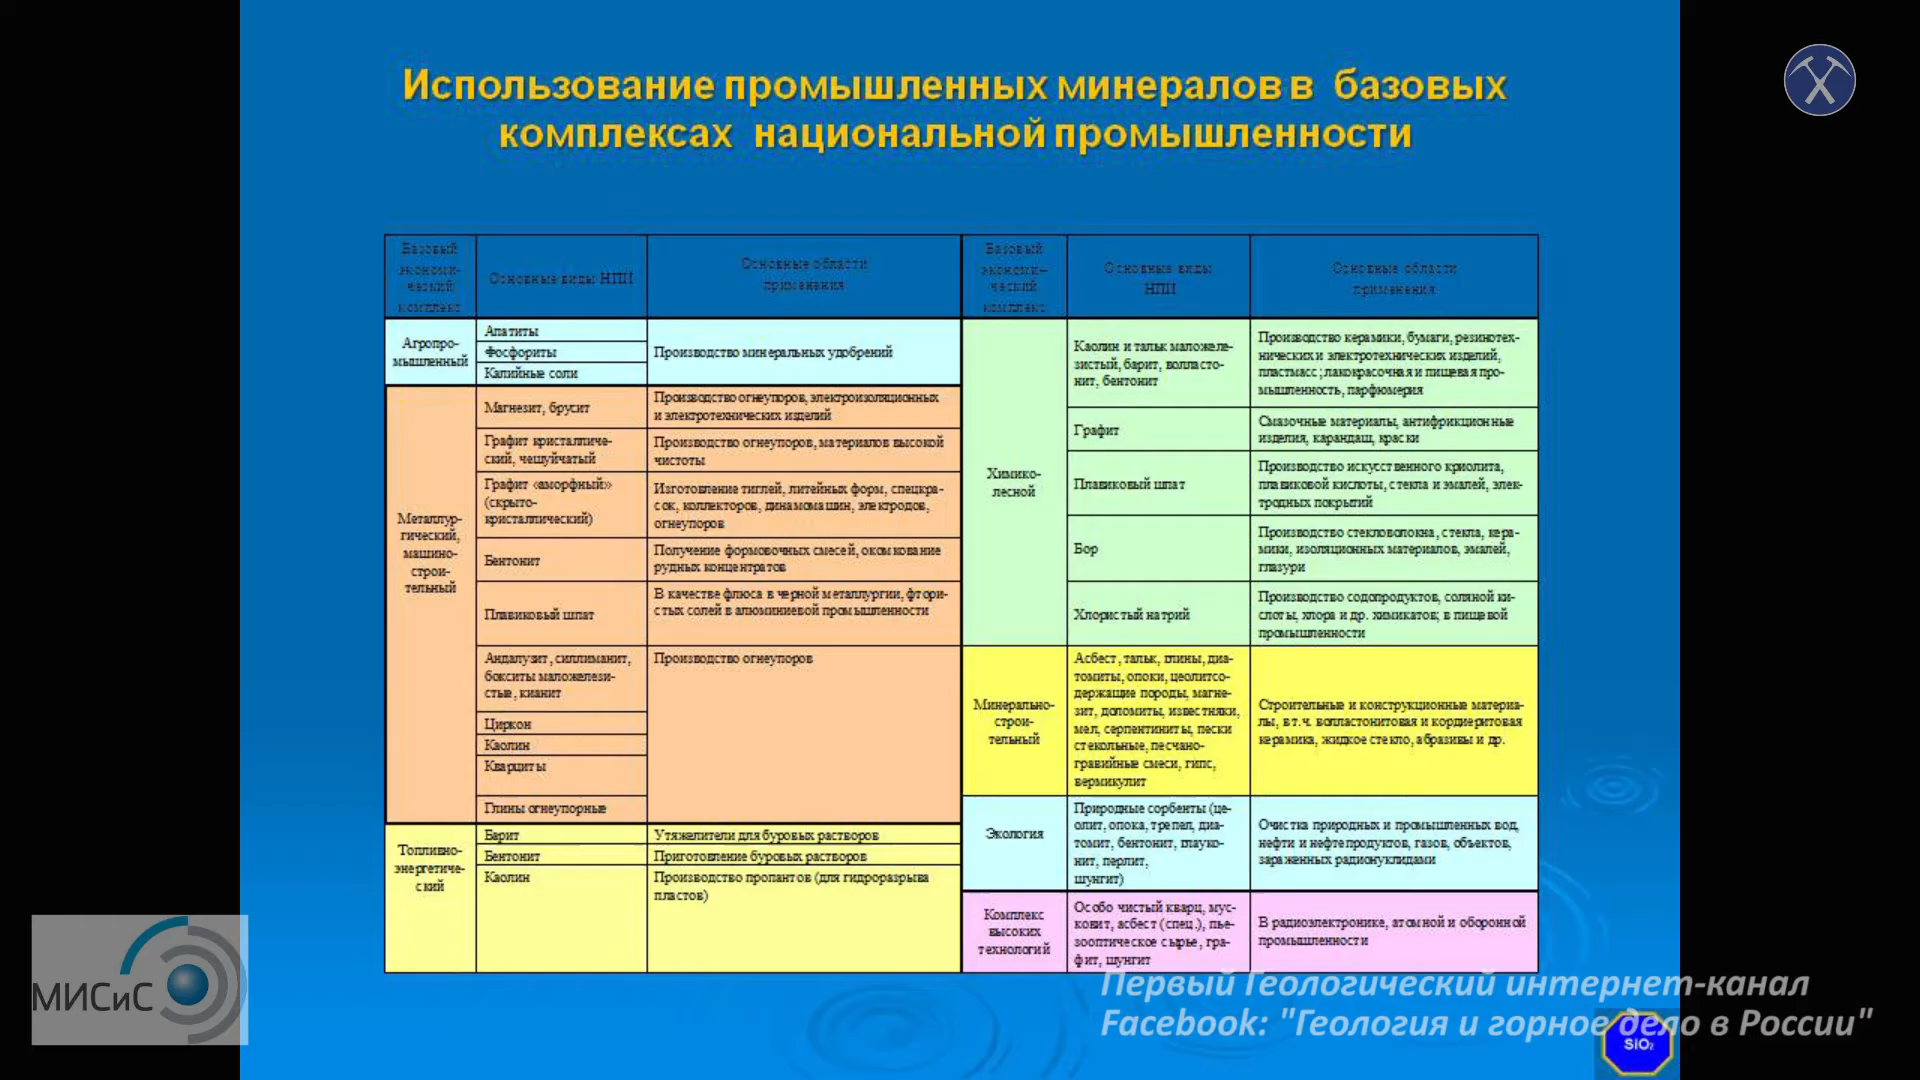 Использование промышленных минералов в базовых
комплексах национальной промышленности
Базовый
экономи-
ческий
комплекс
Основные виды НПИ
Основные области
применения
Агропро-
мышленный
Апатиты
Фосфориты
Калийные соли
Производство минеральных удобрений
Металлур-
гический,
машино-
строи-
тельный
Магнезит, брусит
Производство огнеупоров, электроизоляционных
и электротехнических изделий
Графит кристалличе-
ский, чешуйчатый
Производство огнеупоров, материалов высокой
чистоты
Графит «аморфный»
(скрыто-
кристаллический)
Изготовление тиглей, литейных форм, спецкра-
сок, коллекторов, динамомашин, электродов,
огнеупоров
Бентонит
Получение формовочных смесей, окомкование
рудных концентратов
Плавиковый шпат
В качестве флюса в черной металлургии, фтори-
стых солей в алюминиевой промышленности
Андалузит, силлиманит,
бокситы маложелези-
стые, кианит
Производство огнеупоров
Циркон
Каолин
Кварциты
Глины огнеупорные
Топливно-
энергетиче-
ский
Барит
Утяжелители для буровых растворов
Бентонит
Приготовление буровых растворов
Каолин
Производство пропантов (для гидроразрыва
пластов)
Базовый
экономи-
ческий
комплекс
Основные виды
НПИ
Основные области
применения
Химико-
лесной
Каолин и тальк маложеле-
зистый, барит, волласто-
нит, бентонит
Производство керамики, бумаги, резинотех-
нических и электротехнических изделий,
пластмасс; лакокрасочная и пищевая про-
мышленность, парфюмерия
Графит
Смазочные материалы, антифрикционные
изделия, карандаш, краски
Плавиковый шпат
Производство искусственного криолита,
плавиковой кислоты, стекла и эмалей, элек-
тродных покрытий
Бор
Производство стекловолокна, стекла, кера-
мики, изоляционных материалов, эмалей,
глазури
Хлористый натрий
Производство содопродуктов, соляной ки-
слоты, хлора и др. химикатов; в пищевой
промышленности
Минерально-
строи-
тельный
Асбест, тальк, глины, диа-
томиты, опоки, цеолитсо-
держащие породы, магне-
зит, доломиты, известняки,
мел, серпентиниты, пески
стекольные, песчано-
гравийные смеси, гипс,
вермикулит
Строительные и конструкционные материа-
лы, в т.ч. волластонитовая и кордиеритовая
керамика, жидкое стекло, абразивы и др.
Экология
Природные сорбенты (це-
олит, опока, трепел, диа-
томит, бентонит, глауко-
нит, перлит,
шунгит)
Очистка природных и промышленных вод,
нефти и нефтепродуктов, газов, объектов,
зараженных радионуклидами
Комплекс
высоких
технологий
Особо чистый кварц, мус-
ковит, асбест (спец.), пье-
зооптическое сырье, гра-
фит, шунгит
В радиоэлектронике, атомной и оборонной
промышленности
МИСиС
Первый Геологический интернет-канал
Facebook: "Геология и горное дело в России"
SIO₂